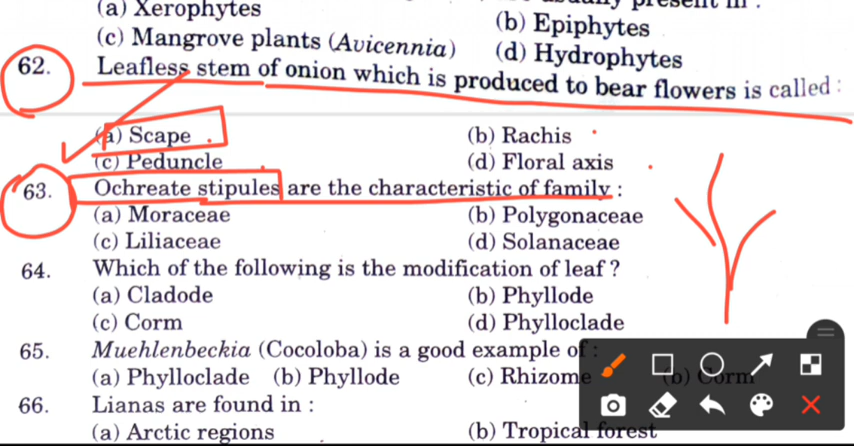 (a) Xerophytes
(b) Epiphytes
(c) Mangrove plants (Avicennia)
(d) Hydrophytes
62. Leafless stem of onion which is produced to bear flowers is called :
(a) Scape
(b) Rachis
(c) Peduncle
(d) Floral axis
63. Ochreate stipules are the characteristic of family :
(a) Moraceae
(b) Polygonaceae
(c) Liliaceae
(d) Solanaceae
64. Which of the following is the modification of leaf ?
(a) Cladode
(b) Phyllode
(c) Corm
(d) Phylloclade
65. Muehlenbeckia (Cocoloba) is a good example of :
(a) Phylloclade (b) Phyllode (c) Rhizome (b) Corm
66. Lianas are found in :
(a) Arctic regions
(b) Tropical forest